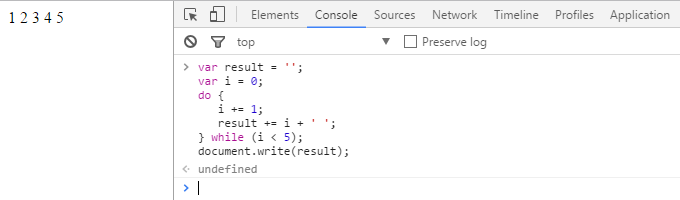 1 2 3 4 5
Elements Console Sources Network Timeline Profiles Application
top Preserve log
var result = '';
var i = 0;
do {
i += 1;
result += i + ' ';
} while (i < 5);
document.write(result);
undefined